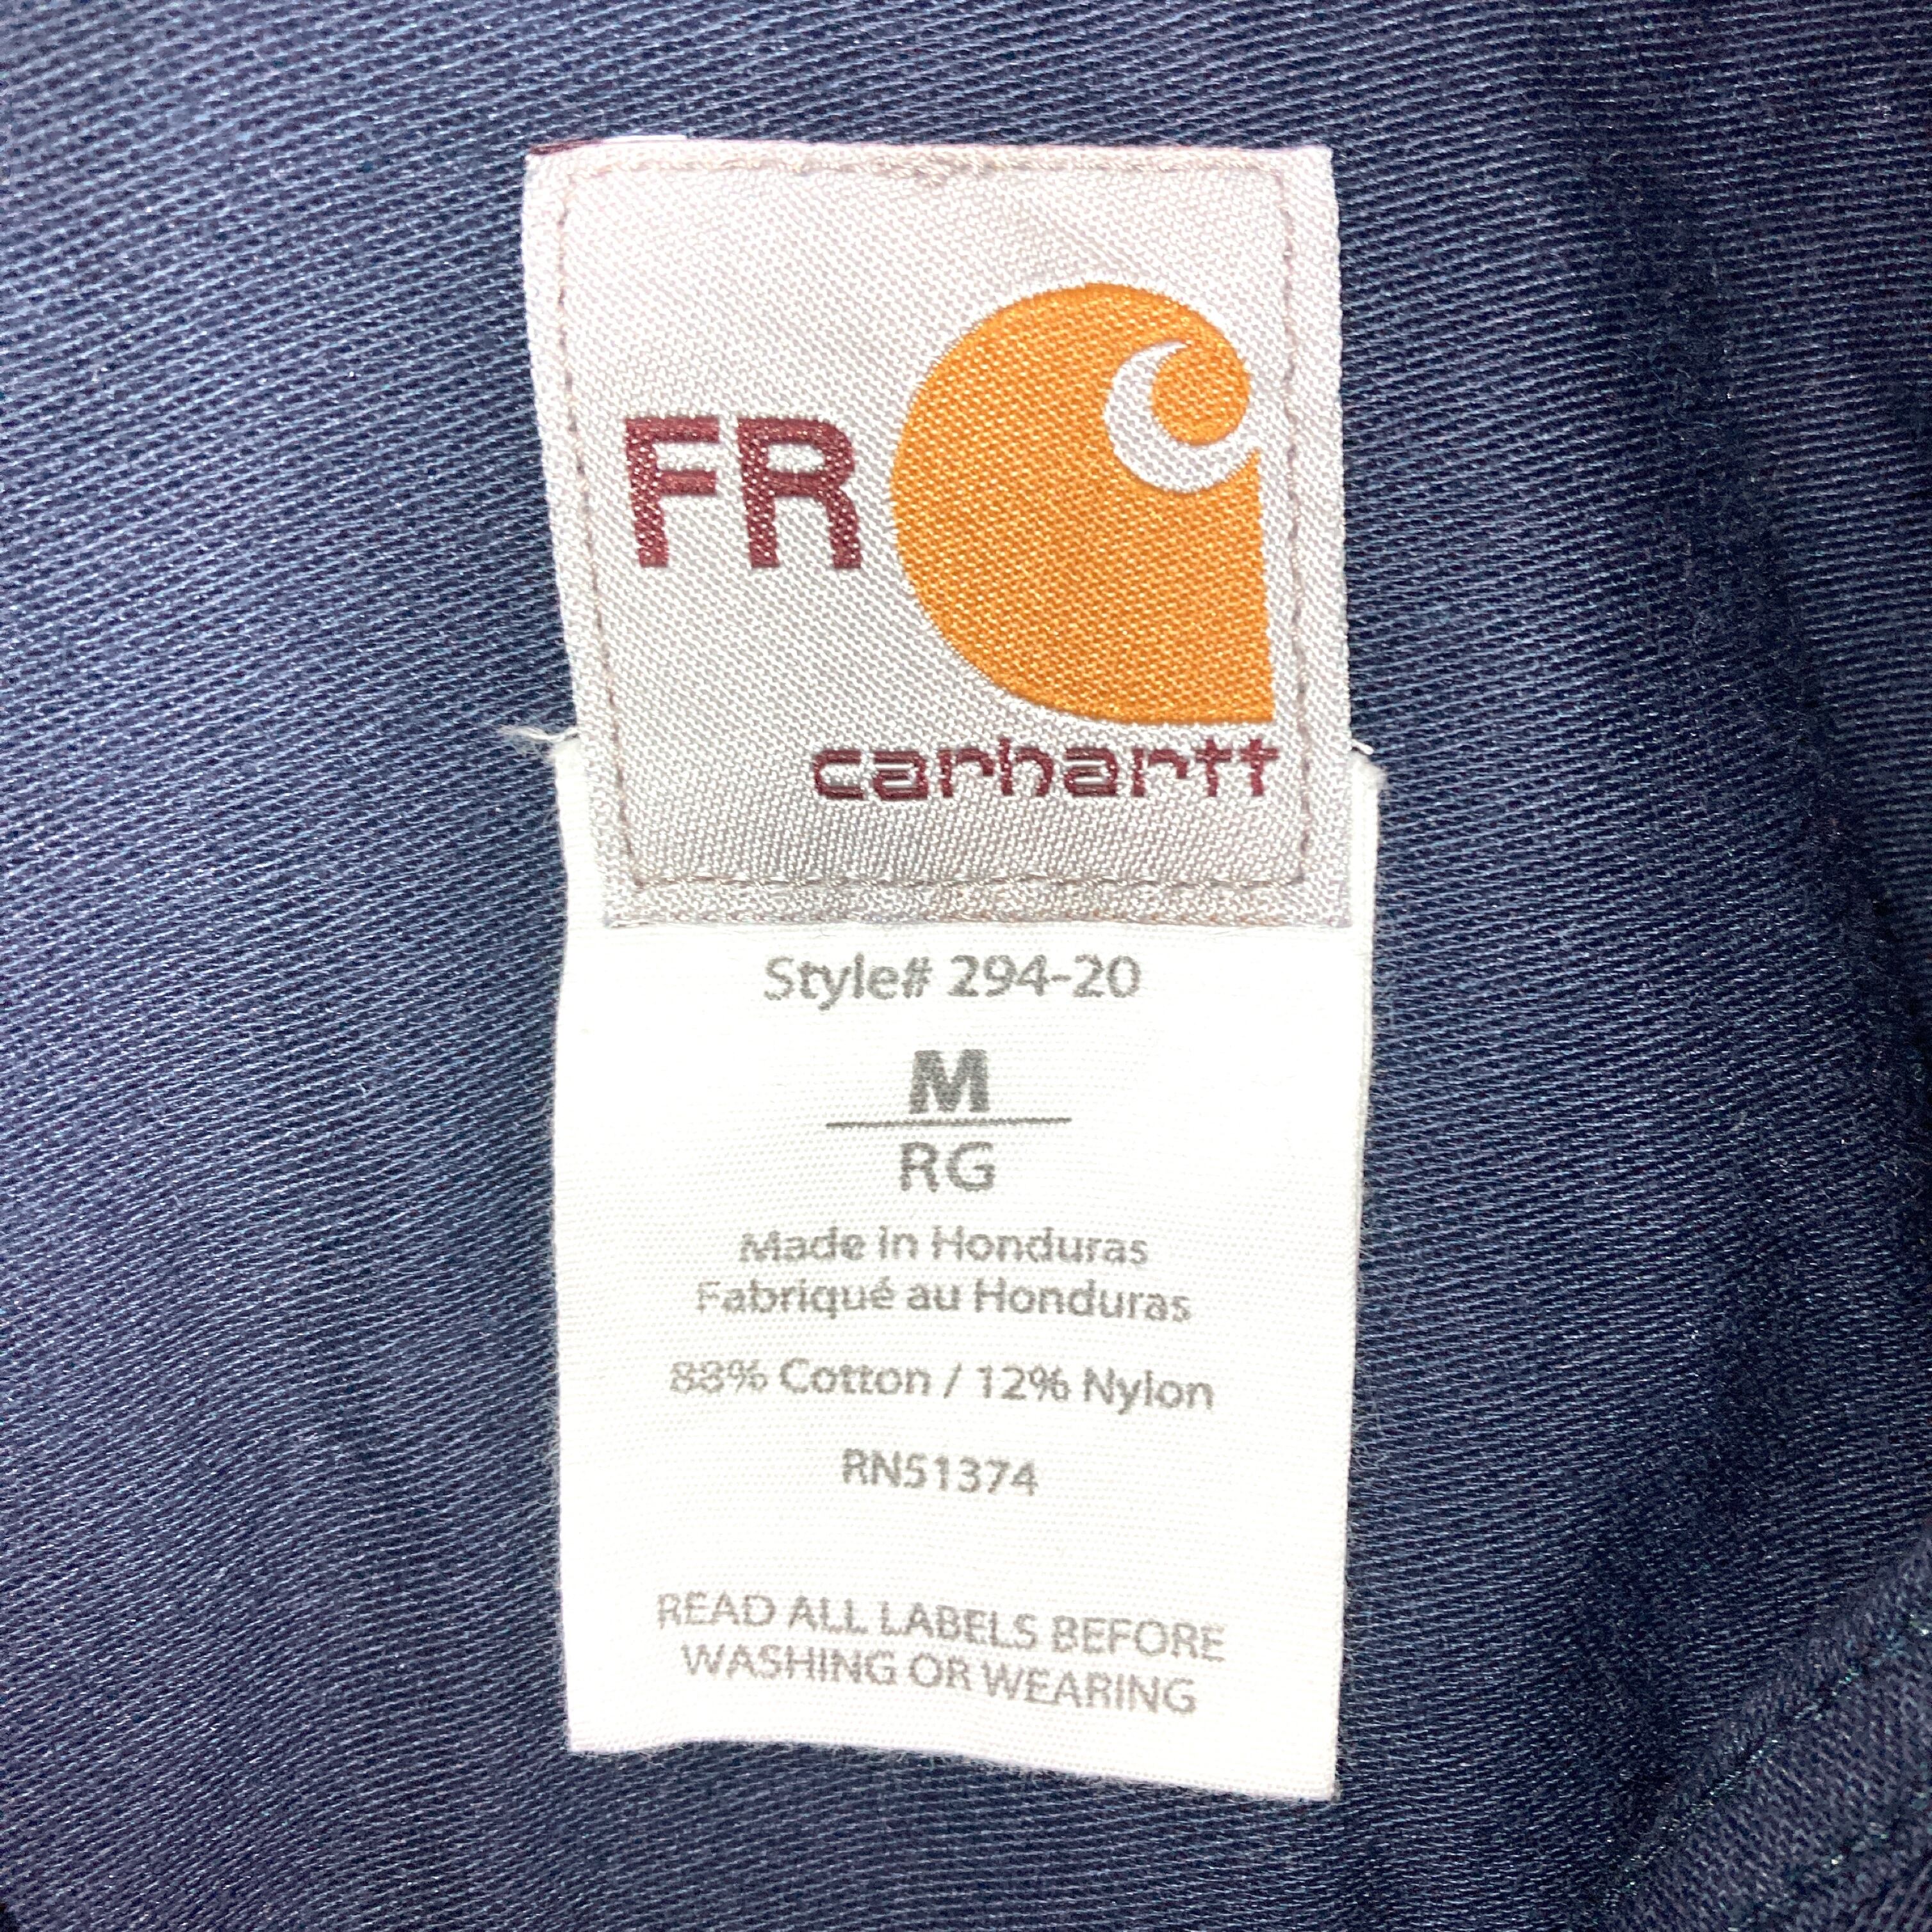 FR
carhartt
Style# 294-20
M
RG
Made in Honduras
Fabriqué au Honduras
88% Cotton / 12% Nylon
RN51374
READ ALL LABELS BEFORE
WASHING OR WEARING